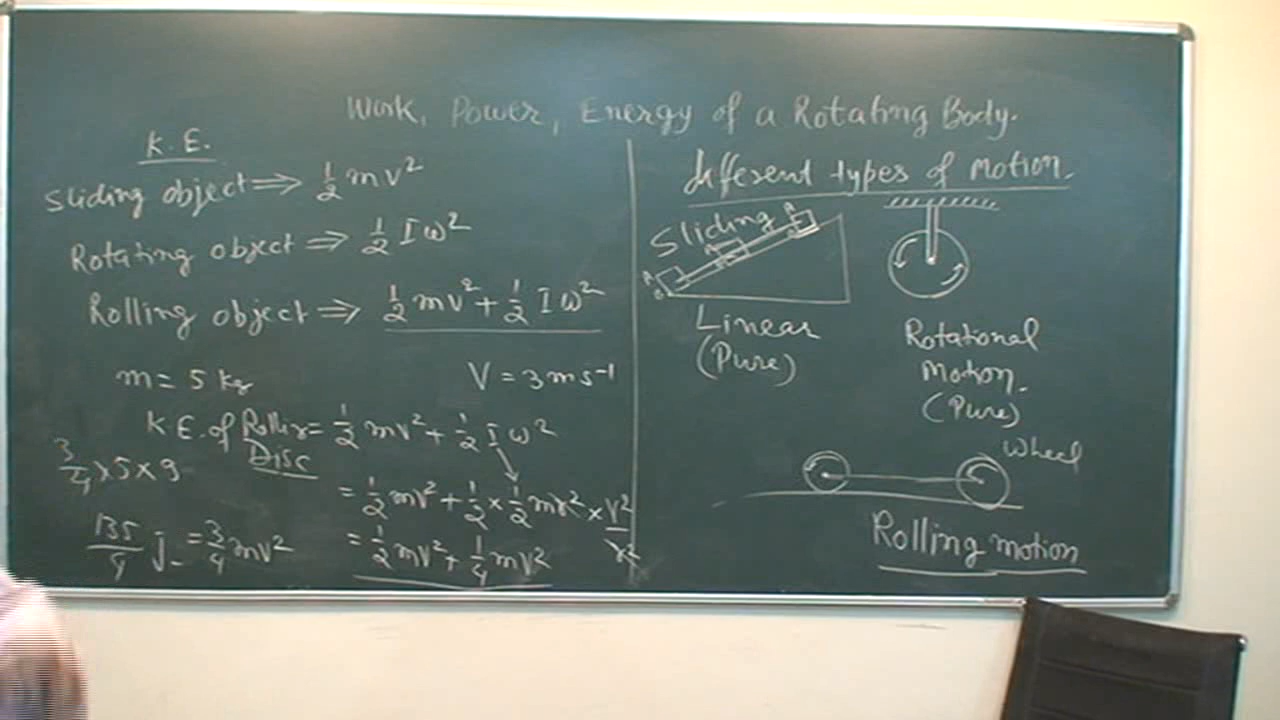 Work, Power, Energy of a Rotating Body.
K.E.
Sliding object ⇒ 1/2 mv²
Rotating object ⇒ 1/2 Iω²
Rolling object ⇒ 1/2 mv² + 1/2 Iω²
m = 5 kg V = 3 ms⁻¹
K.E. of Roller = 1/2 mv² + 1/2 Iω²
Disc
3/4 × 5 × 9
= 1/2 mv² + 1/2 × 1/2 mr² × V²/r²
= 1/2 mv² + 1/4 mv²
135/4 J = 3/4 mv²
different types of motion.
Sliding
A
B
Linear
(Pure)
Rotational
Motion.
(Pure)
Wheel
Rolling motion